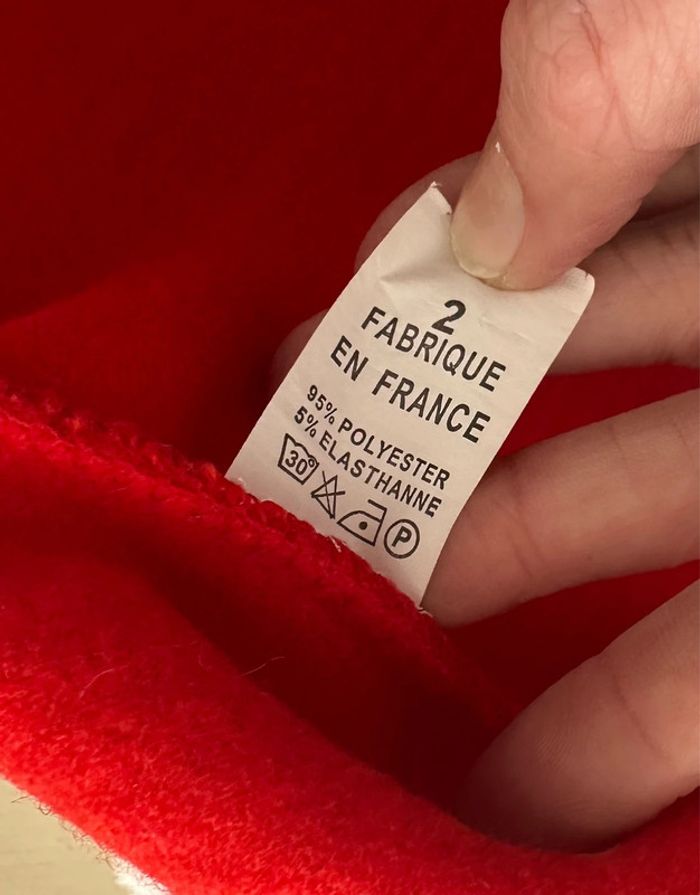 2
FABRIQUE
EN FRANCE
95% POLYESTER
5% ELASTHANNE
30° P